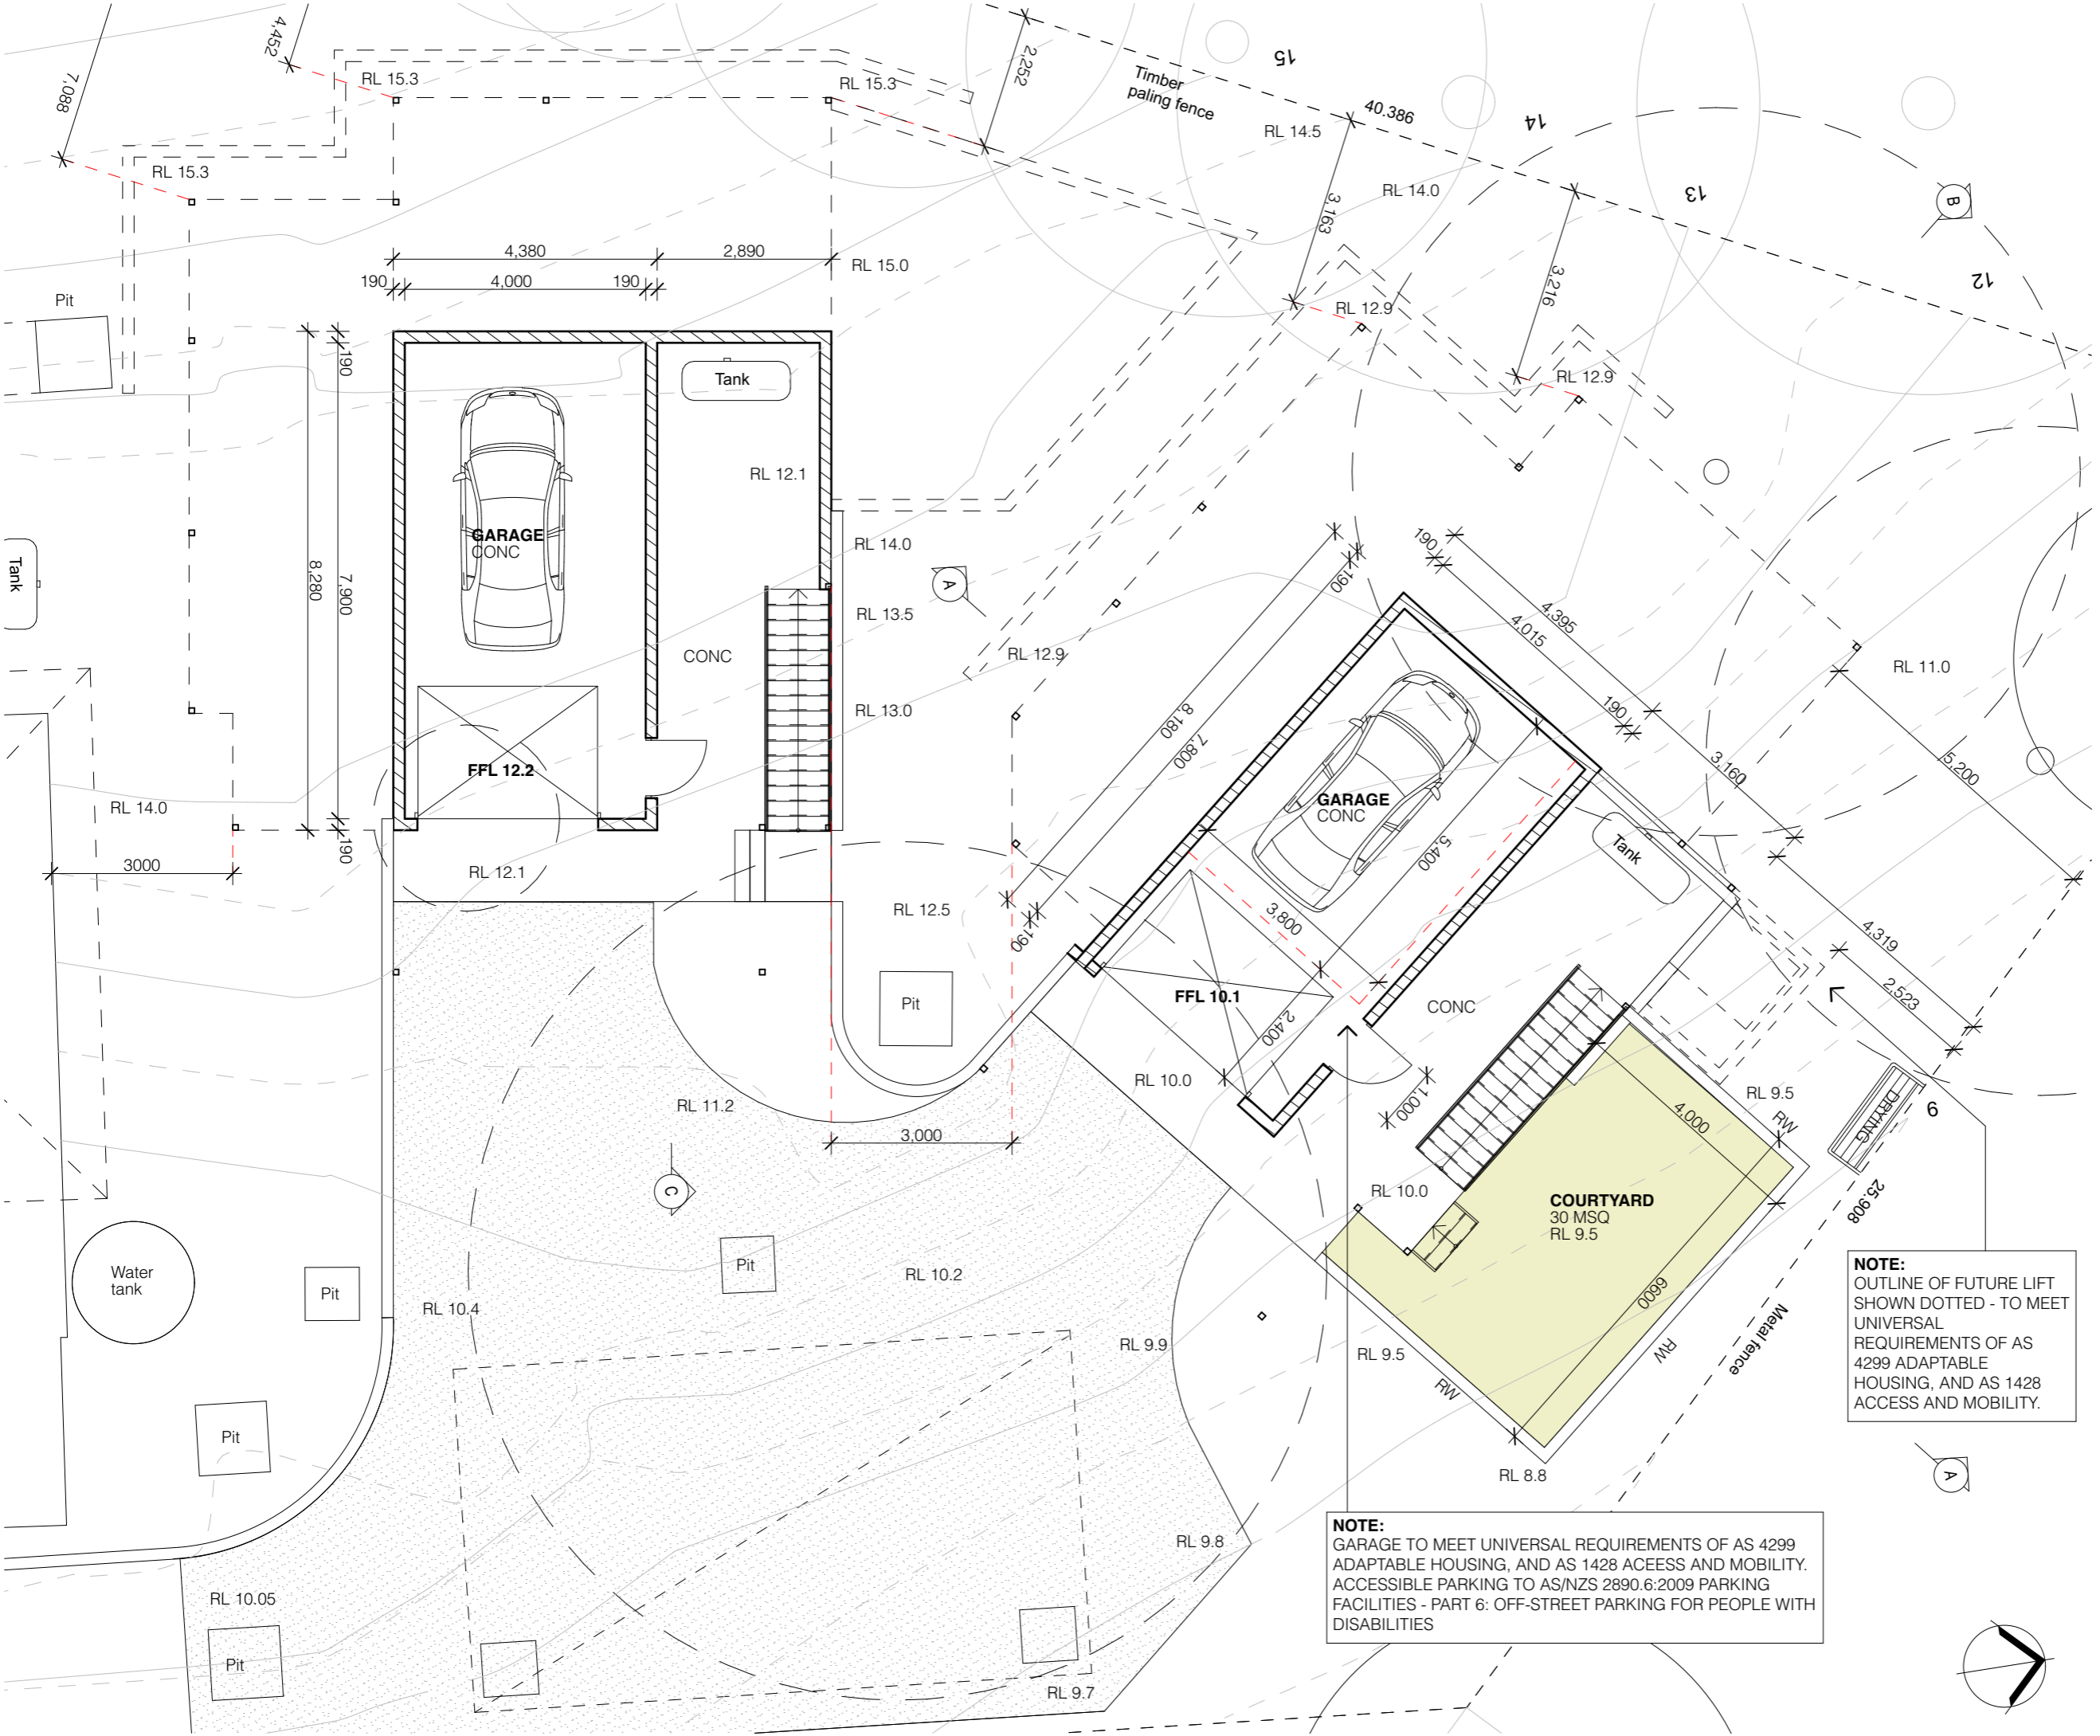 4,452
7,088
RL 15.3
RL 15.3
RL 15.3
2,252
Timber
paling fence
15
40.386
14
RL 14.5
RL 14.0
13
B
12
3,163
3,216
4,380
2,890
190
4,000
190
RL 15.0
Pit
RL 12.9
RL 12.9
190
Tank
RL 12.1
GARAGE
CONC
Tank
8,280
7,900
RL 14.0
A
RL 13.5
CONC
RL 12.9
RL 13.0
FFL 12.2
RL 14.0
190
3000
RL 12.1
RL 12.5
190
190
190
4,395
4,015
190
RL 11.0
8,180
7,800
3,160
5,200
GARAGE
CONC
5,400
Tank
3,800
4,319
2,523
190
Pit
FFL 10.1
CONC
2,400
RL 10.0
1,000
RL 11.2
3,000
C
RL 9.5
RW
4,000
DRYING
9
RL 10.0
COURTYARD
30 MSQ
RL 9.5
25.908
Water
tank
Pit
Pit
RL 10.2
RL 10.4
6600
RL 9.9
RL 9.5
RW
RW
Metal fence
NOTE:
OUTLINE OF FUTURE LIFT
SHOWN DOTTED - TO MEET
UNIVERSAL
REQUIREMENTS OF AS
4299 ADAPTABLE
HOUSING, AND AS 1428
ACCESS AND MOBILITY.
Pit
RL 8.8
A
NOTE:
GARAGE TO MEET UNIVERSAL REQUIREMENTS OF AS 4299
ADAPTABLE HOUSING, AND AS 1428 ACEESS AND MOBILITY.
ACCESSIBLE PARKING TO AS/NZS 2890.6:2009 PARKING
FACILITIES - PART 6: OFF-STREET PARKING FOR PEOPLE WITH
DISABILITIES
RL 9.8
RL 10.05
Pit
RL 9.7